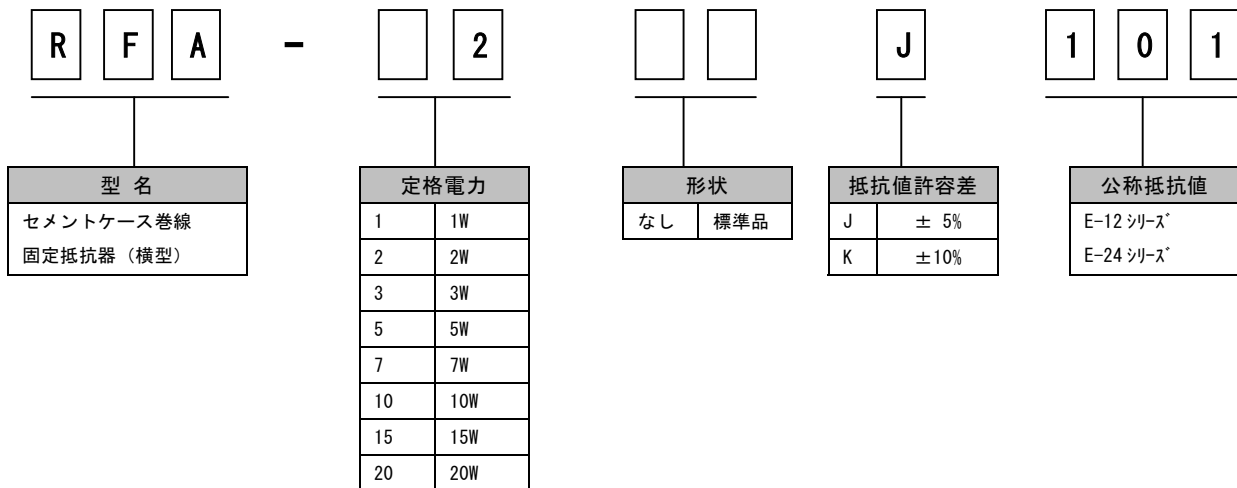 RFA - 2 J 101
型 名
セメントケース巻線
固定抵抗器（横型）
定格電力
1 1W
2 2W
3 3W
5 5W
7 7W
10 10W
15 15W
20 20W
形状
なし 標準品
抵抗値許容差
J ± 5%
K ±10%
公称抵抗値
E-12 ｼﾘｰｽﾞ
E-24 ｼﾘｰｽﾞ